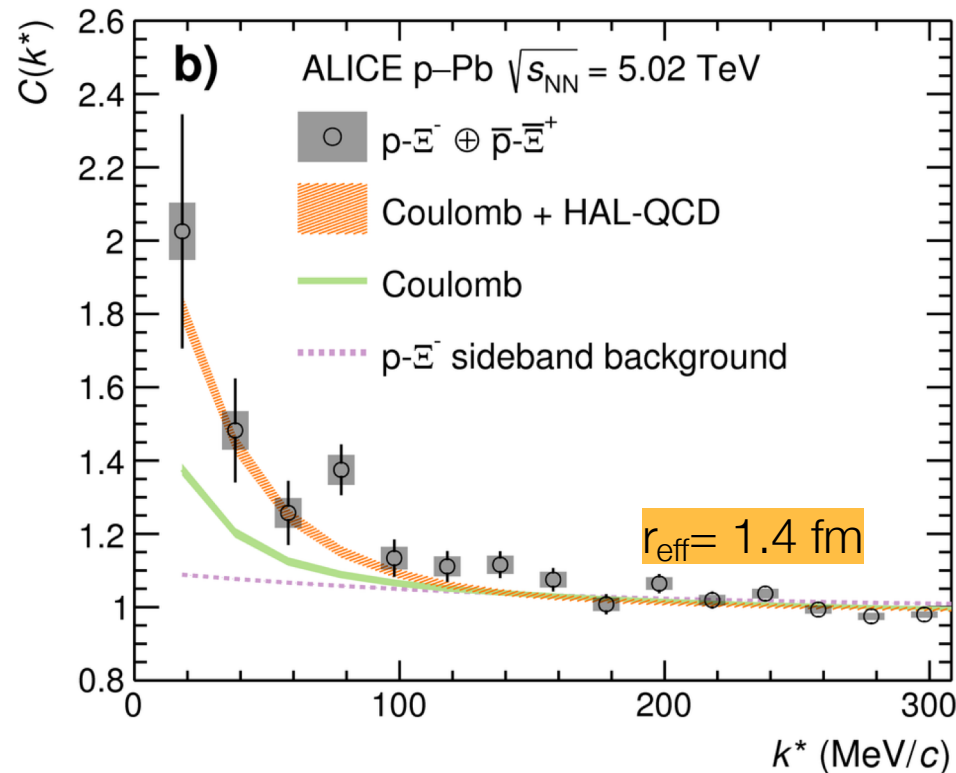 b) ALICE p–Pb √sNN = 5.02 TeV
p-Ξ⁻ ⊕ p̅-Ξ̅⁺
Coulomb + HAL-QCD
Coulomb
p-Ξ⁻ sideband background
reff= 1.4 fm
C(k*)
2.6
2.4
2.2
2
1.8
1.6
1.4
1.2
1
0.8
0 100 200 300
k* (MeV/c)